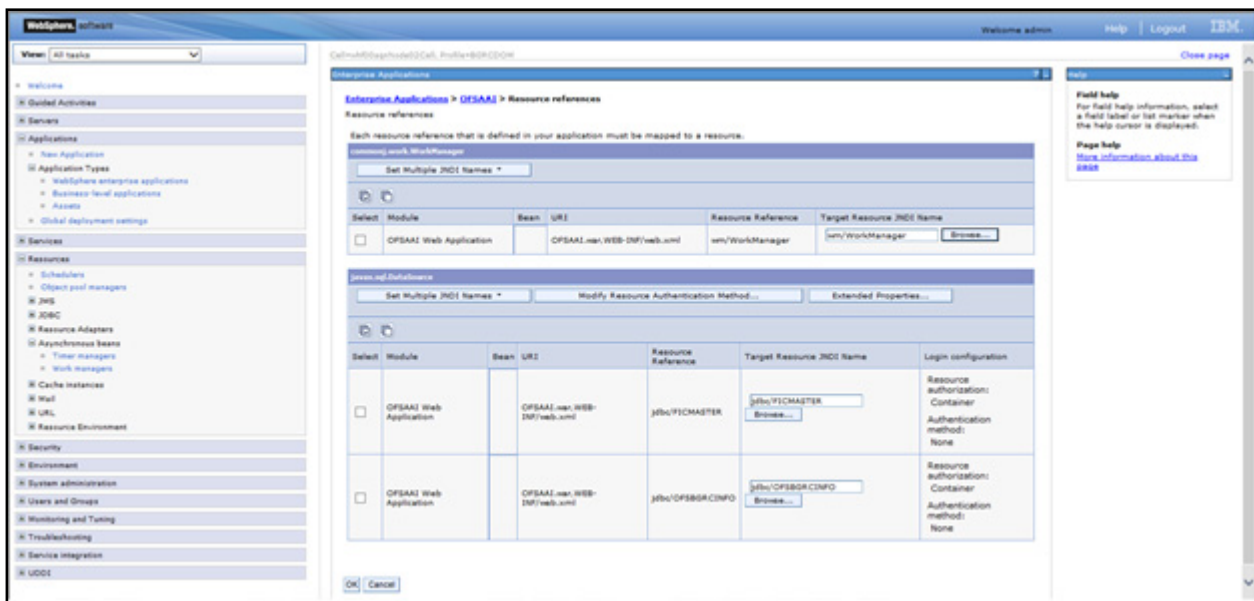 WebSphere. software
Welcome admin
Help | Logout
IBM.
View: All tasks
Welcome
Guided Activities
Servers
Applications
New Application
Application Types
WebSphere enterprise applications
Business-level applications
Assets
Global deployment settings
Services
Resources
Schedulers
Object pool managers
JMS
JDBC
Resource Adapters
Asynchronous beans
Timer managers
Work managers
Cache instances
Mail
URL
Resource Environment
Security
Environment
System administration
Users and Groups
Monitoring and Tuning
Troubleshooting
Service integration
UDDI
Close page
Enterprise Applications
Enterprise Applications > OFSAAI > Resource references
Resource references
Each resource reference that is defined in your application must be mapped to a resource.
commonj.work.WorkManager
Set Multiple JNDI Names
Select Module Bean URI Resource Reference Target Resource JNDI Name
OFSAAI Web Application OFSAAI.war,WEB-INF/web.xml wm/WorkManager wm/WorkManager Browse...
javax.sql.DataSource
Set Multiple JNDI Names Modify Resource Authentication Method... Extended Properties...
Select Module Bean URI Resource Reference Target Resource JNDI Name Login configuration
OFSAAI Web Application
OFSAAI.war,WEB-INF/web.xml
jdbc/FICMASTER
jdbc/FICMASTER
Browse...
Resource authorization:
Container
Authentication method:
None
OFSAAI Web Application
OFSAAI.war,WEB-INF/web.xml
jdbc/OFSBGRCINFO
jdbc/OFSBGRCINFO
Browse...
Resource authorization:
Container
Authentication method:
None
OK Cancel
Help
Field help
For field help information, select
a field label or list marker when
the help cursor is displayed.
Page help
More information about this
page